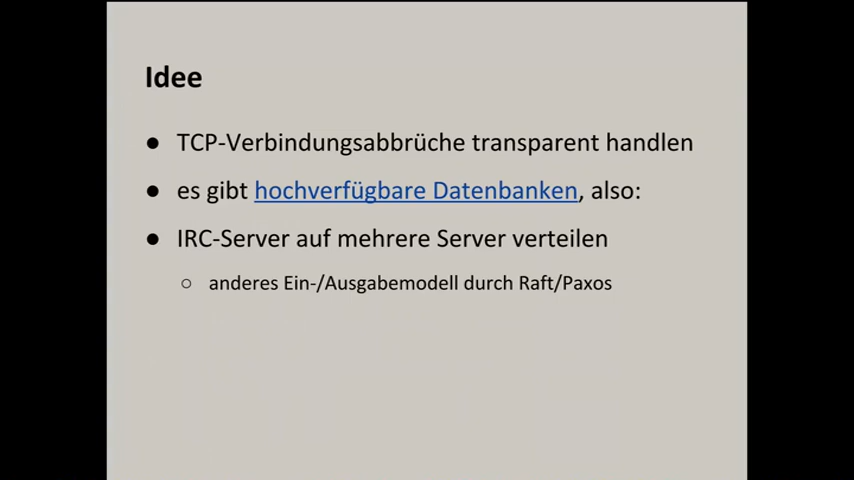 Idee
● TCP-Verbindungsabbrüche transparent handlen
● es gibt hochverfügbare Datenbanken, also:
● IRC-Server auf mehrere Server verteilen
○ anderes Ein-/Ausgabemodell durch Raft/Paxos